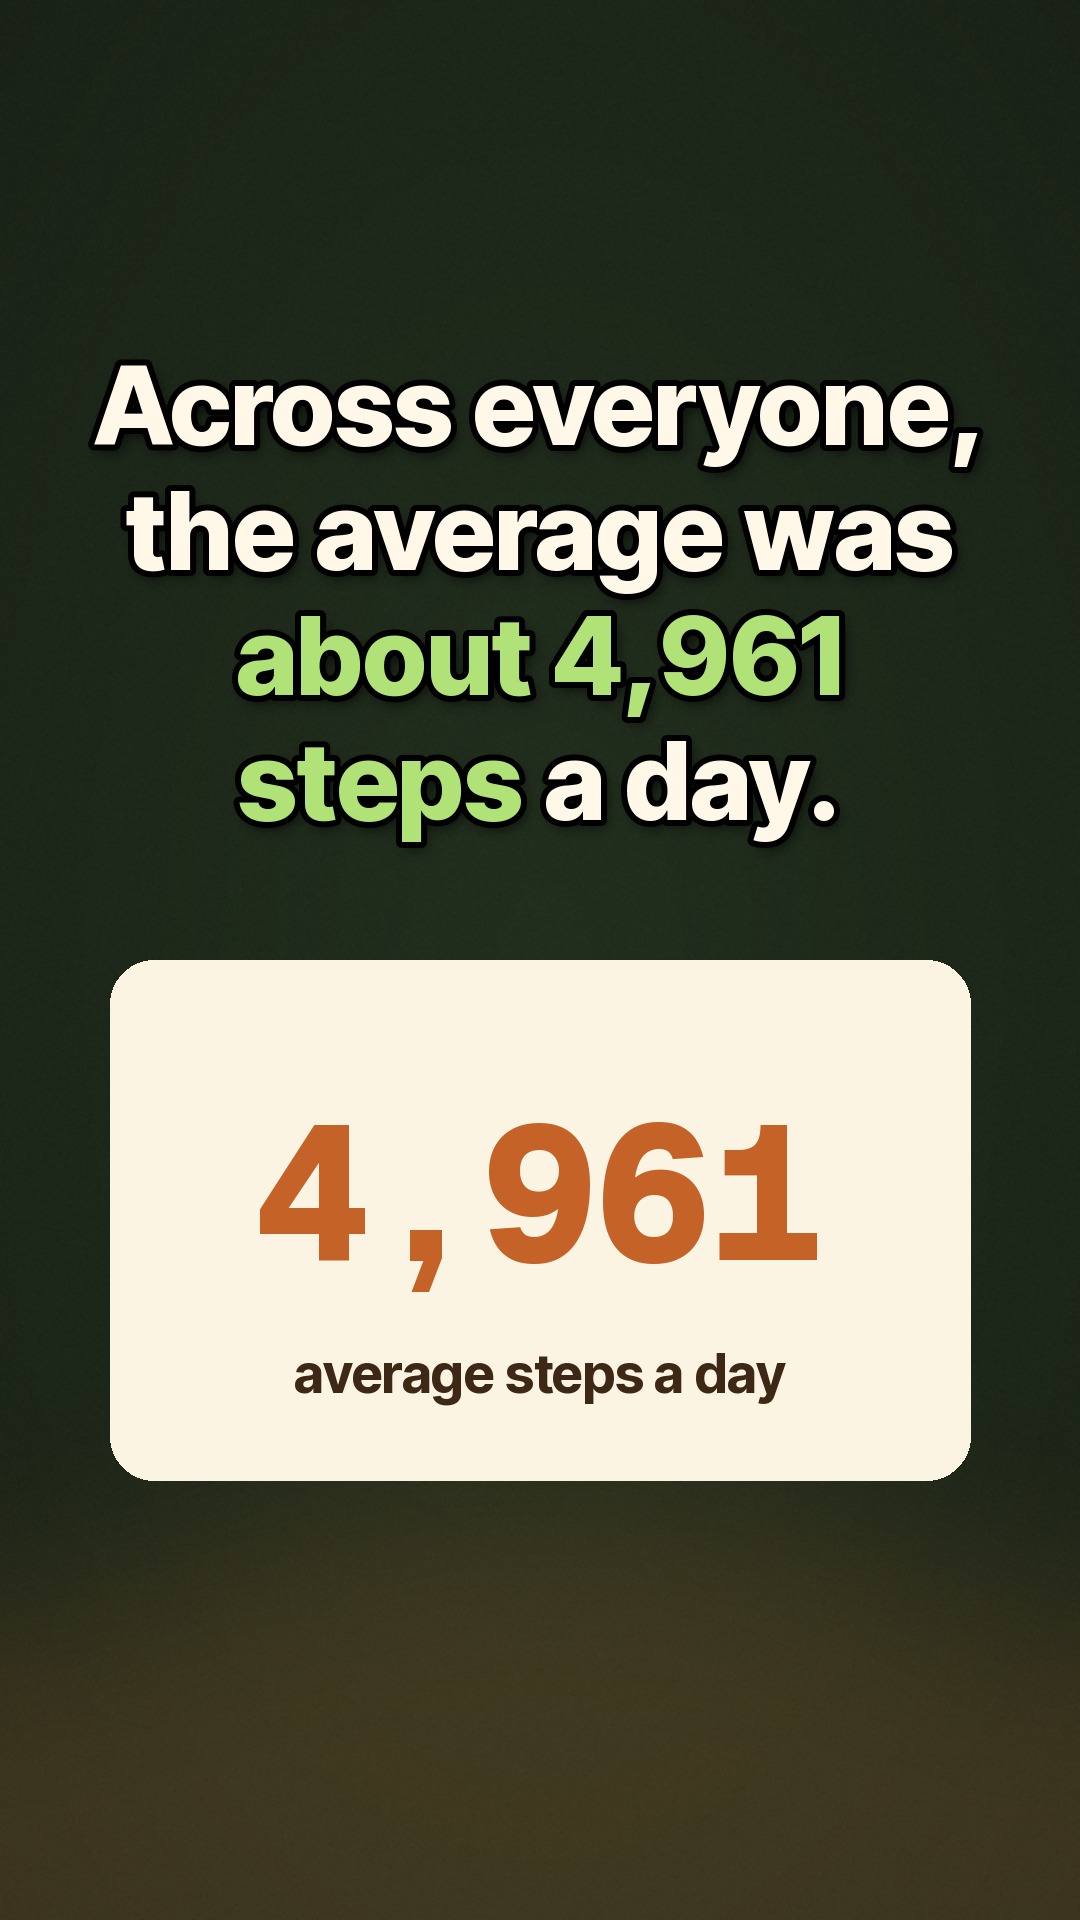 Across everyone,
the average was
about 4,961
steps a day.
4,961
average steps a day